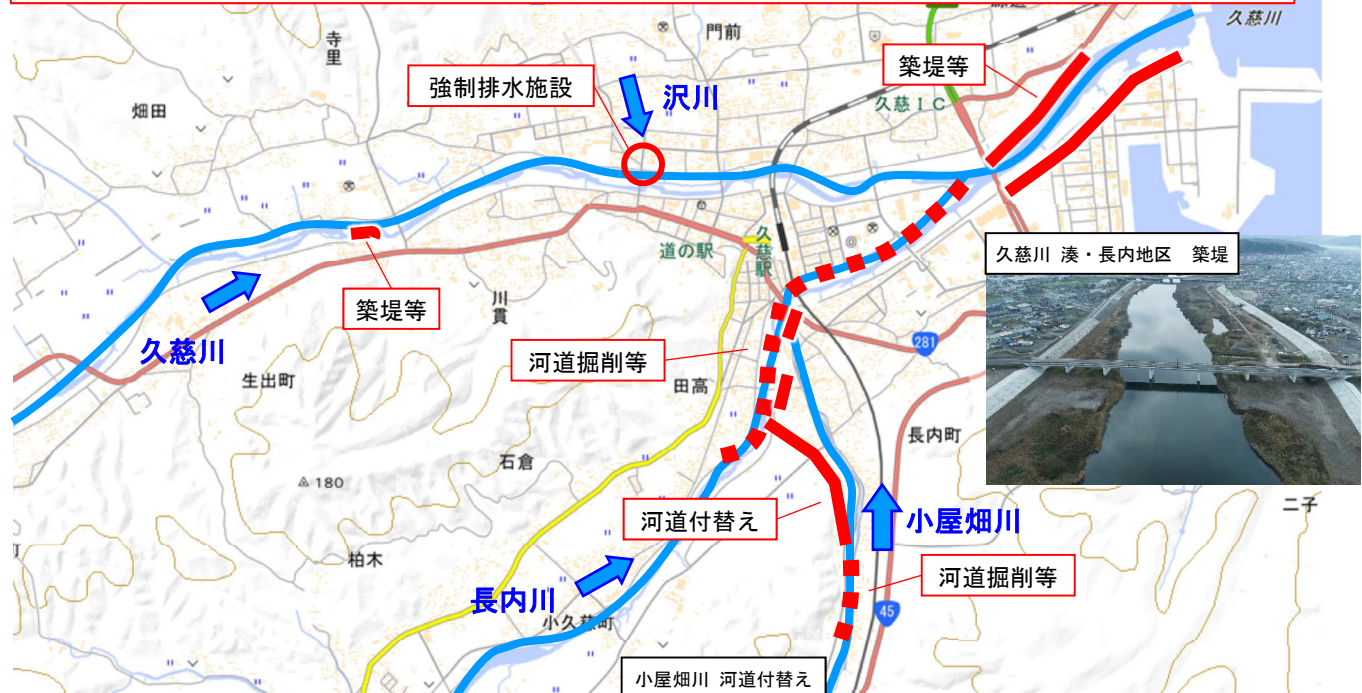 久慈川
寺里
門前
築堤等
強制排水施設
沢川
久慈IC
畑田
久慈川 湊・長内地区 築堤
道の駅
久慈駅
築堤等
川貫
久慈川
河道掘削等
281
生出町
田高
長内町
石倉
180
二子
河道付替え
小屋畑川
柏木
河道掘削等
長内川
45
小久慈町
小屋畑川 河道付替え